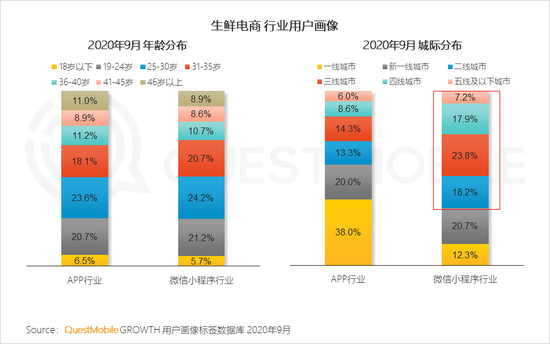 生鲜电商 行业用户画像
2020年9月 年龄分布
18岁以下 19-24岁 25-30岁 31-35岁
36-40岁 41-45岁 46岁以上
11.0%
8.9%
11.2%
18.1%
23.6%
20.7%
6.5%
APP行业
8.9%
8.6%
10.7%
20.7%
24.2%
21.2%
5.7%
微信小程序行业
2020年9月 城际分布
一线城市 新一线城市 二线城市
三线城市 四线城市 五线及以下城市
6.0%
8.6%
14.3%
13.3%
20.0%
38.0%
APP行业
7.2%
17.9%
23.8%
18.2%
20.7%
12.3%
微信小程序行业
QUESTMOBILE
Source：QuestMobile GROWTH 用户画像标签数据库 2020年9月